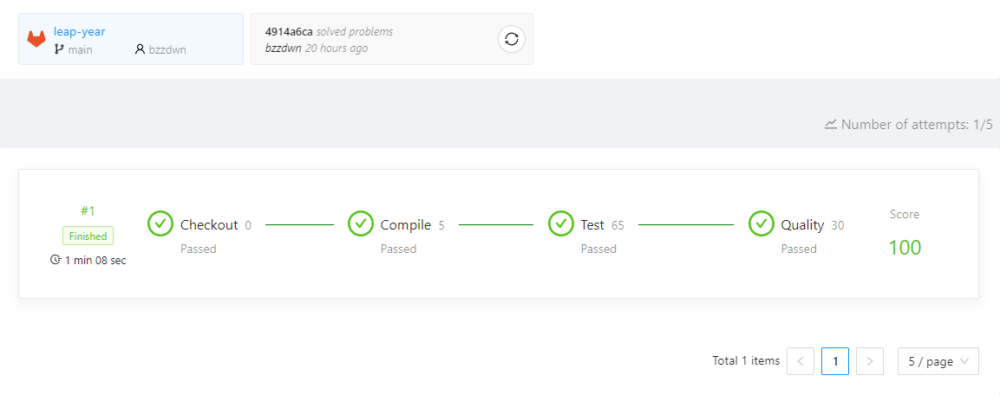 leap-year
main bzzdwn
4914a6ca solved problems
bzzdwn 20 hours ago
Number of attempts: 1/5
#1
Finished
1 min 08 sec
Checkout 0
Passed
Compile 5
Passed
Test 65
Passed
Quality 30
Passed
Score
100
Total 1 items < 1 > 5 / page